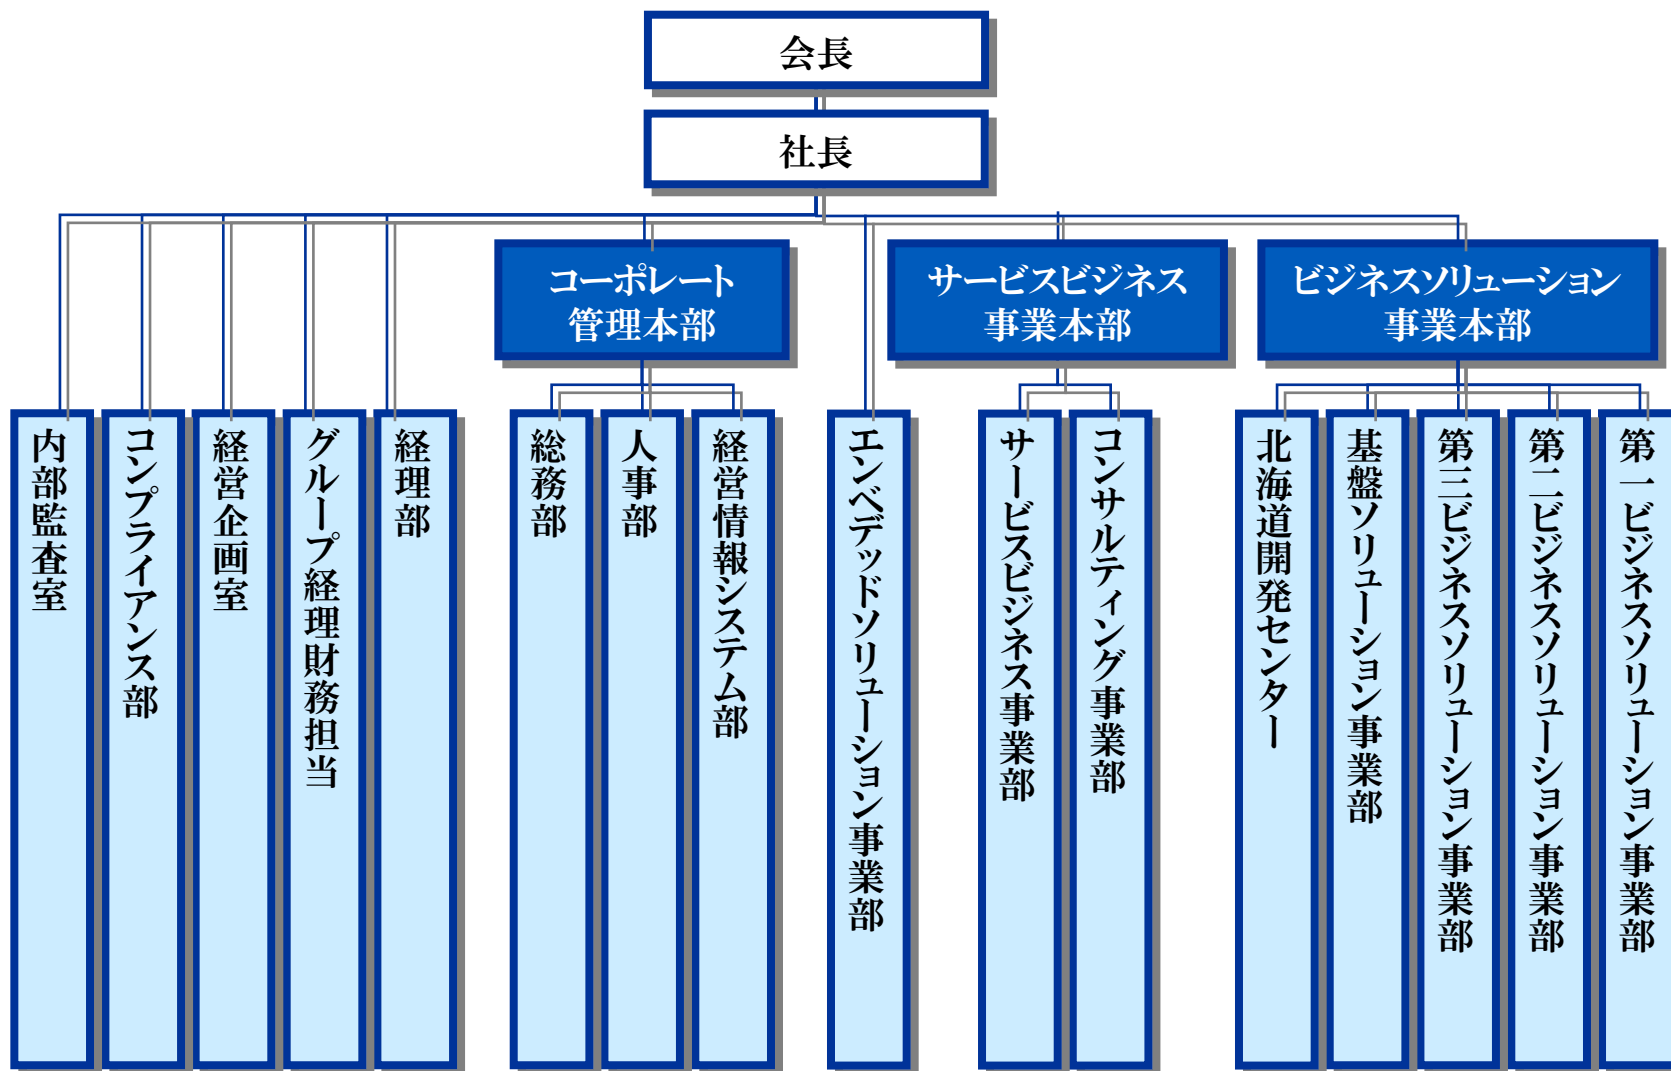 会長
社長
コーポレート
管理本部
サービスビジネス
事業本部
ビジネスソリューション
事業本部
内部監査室
コンプライアンス部
経営企画室
グループ経理財務担当
経理部
総務部
人事部
経営情報システム部
エンベデッドソリューション事業部
サービスビジネス事業部
コンサルティング事業部
北海道開発センター
基盤ソリューション事業部
第三ビジネスソリューション事業部
第二ビジネスソリューション事業部
第一ビジネスソリューション事業部